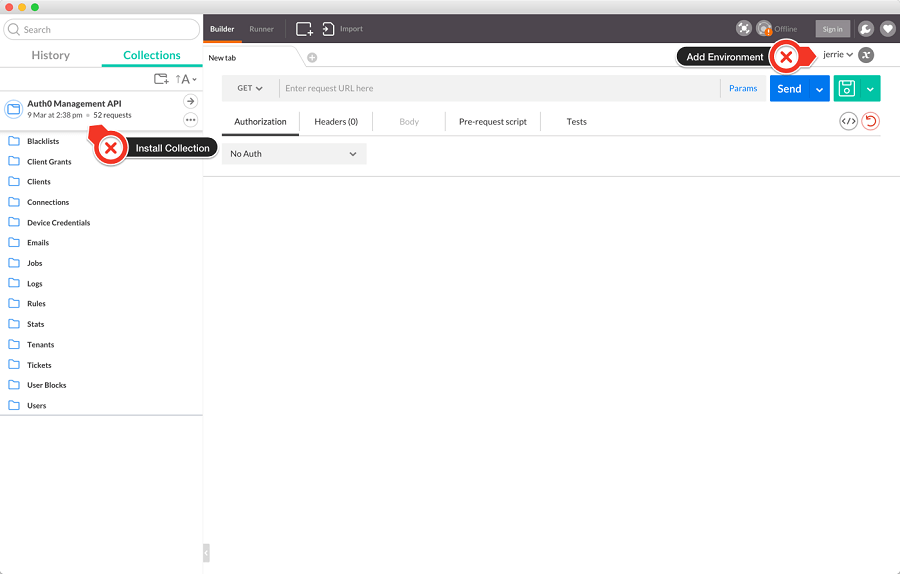 Search
Builder
Runner
Import
Offline
Sign in
History
Collections
New tab
Add Environment
jerrie
Auth0 Management API
9 Mar at 2:38 pm 52 requests
GET
Enter request URL here
Params
Send
Install Collection
Authorization
Headers (0)
Body
Pre-request script
Tests
No Auth
Blacklists
Client Grants
Clients
Connections
Device Credentials
Emails
Jobs
Logs
Rules
Stats
Tenants
Tickets
User Blocks
Users